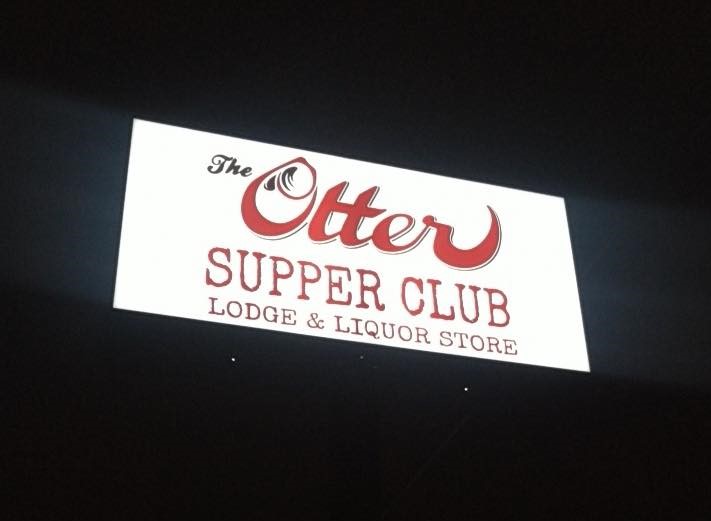 The
Otter
SUPPER CLUB
LODGE & LIQUOR STORE